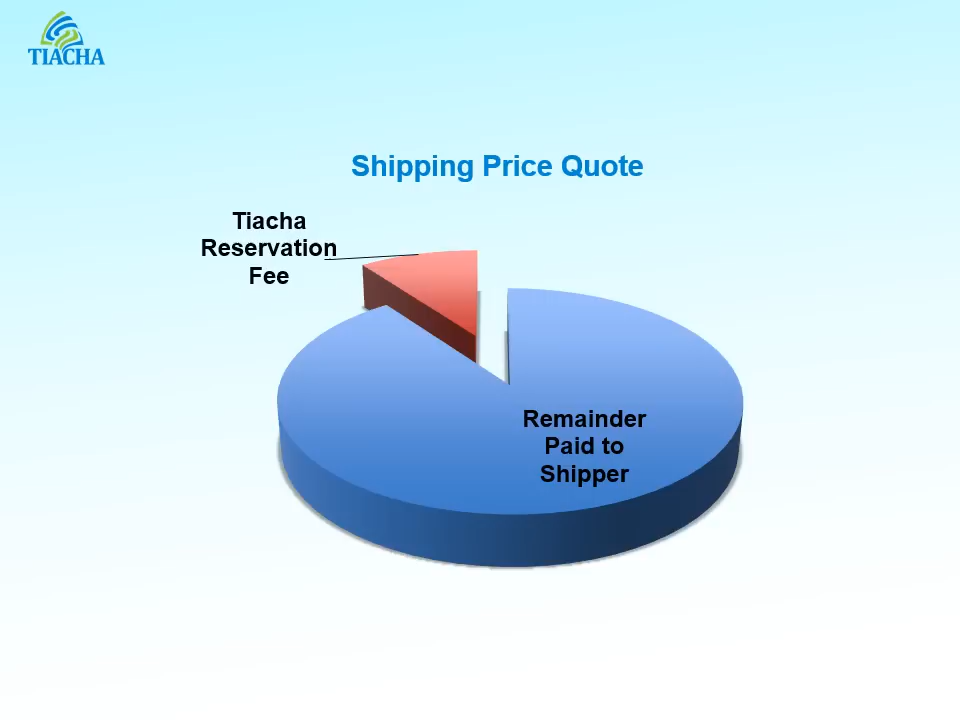 TIACHA
Shipping Price Quote
Tiacha
Reservation
Fee
Remainder
Paid to
Shipper